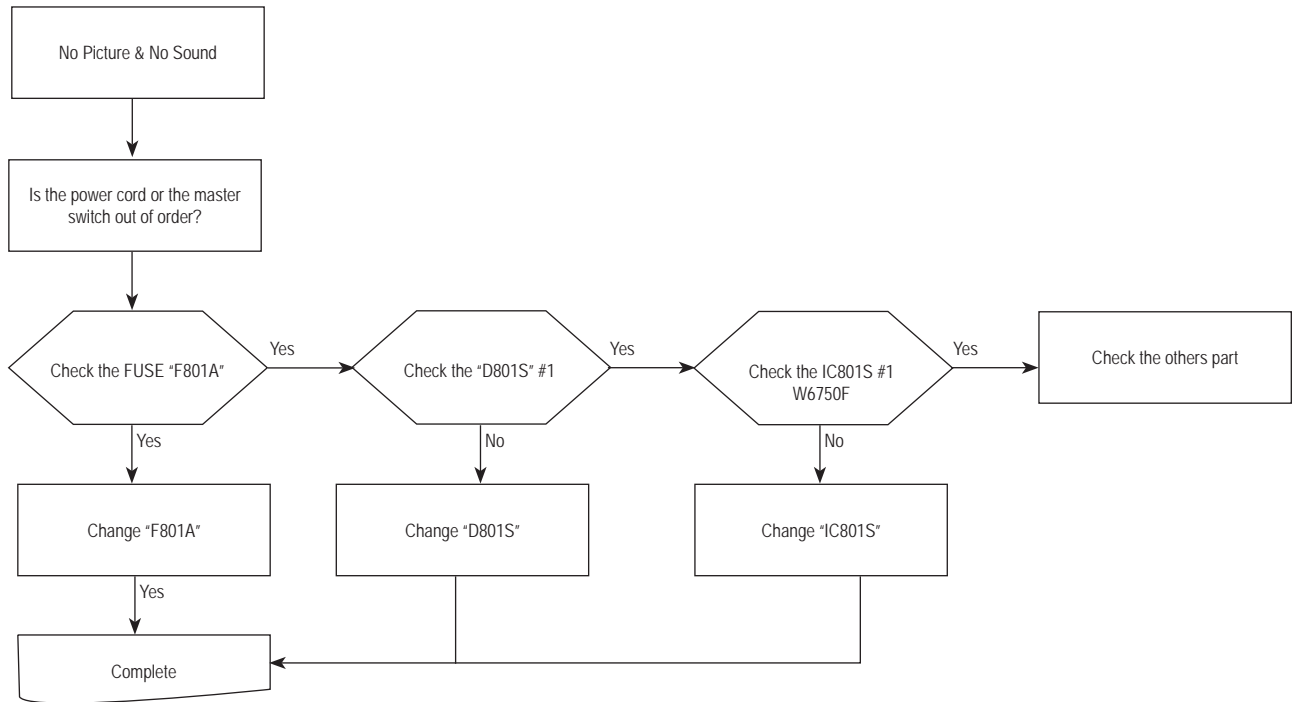 No Picture & No Sound
Is the power cord or the master
switch out of order?
Check the FUSE “F801A”
Yes
Check the “D801S” #1
Yes
Check the IC801S #1
W6750F
Yes
Check the others part
Yes
No
No
Change “F801A”
Change “D801S”
Change “IC801S”
Yes
Complete